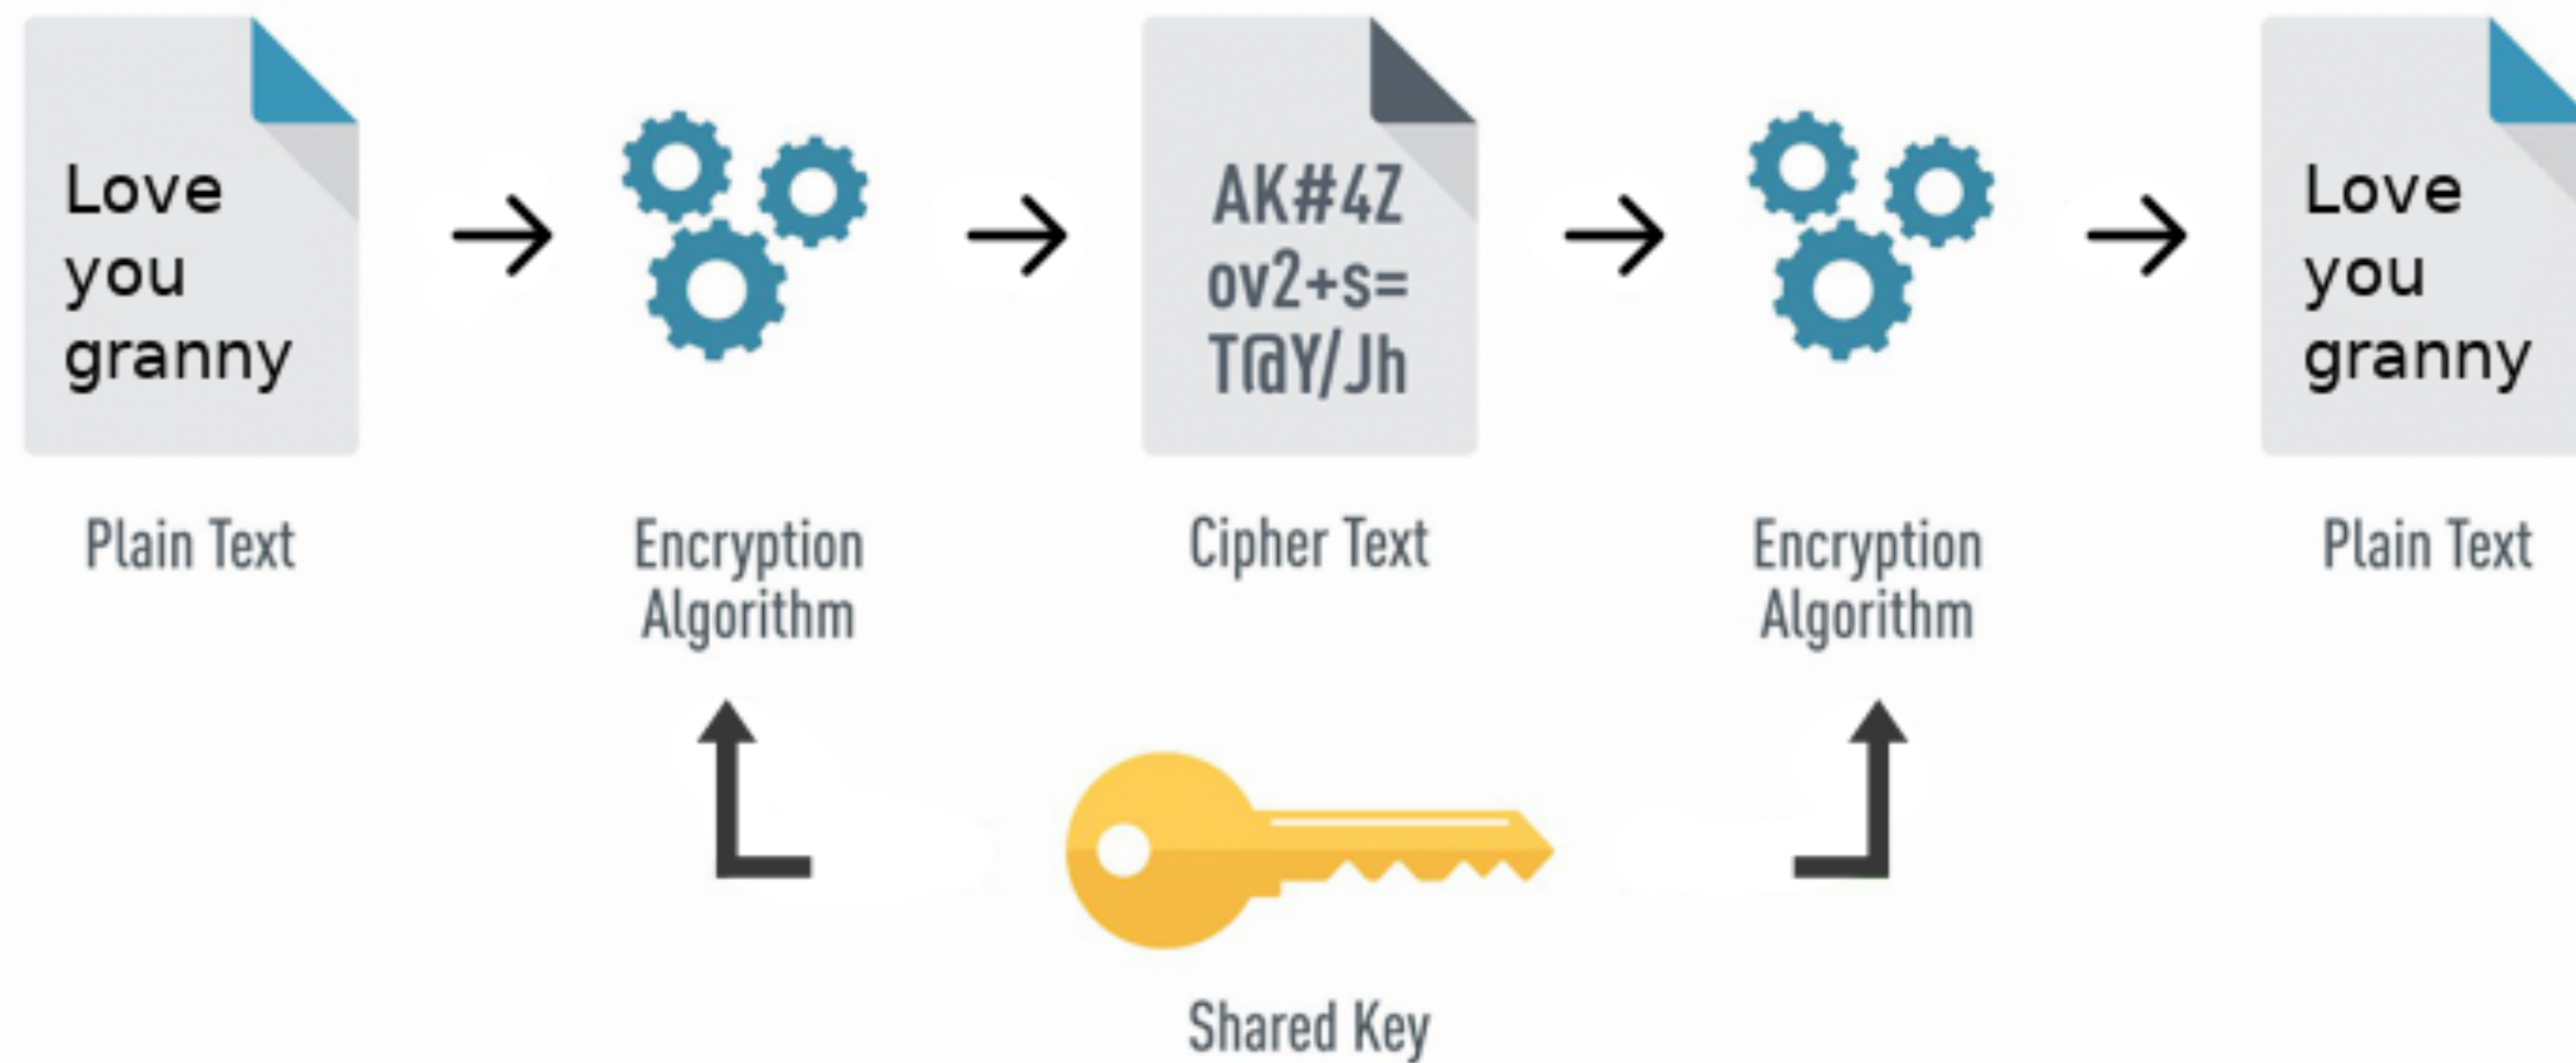 Love
you
granny
AK#4Z
ov2+s=
T@Y/Jh
Love
you
granny
Plain Text
Encryption
Algorithm
Cipher Text
Encryption
Algorithm
Plain Text
Shared Key